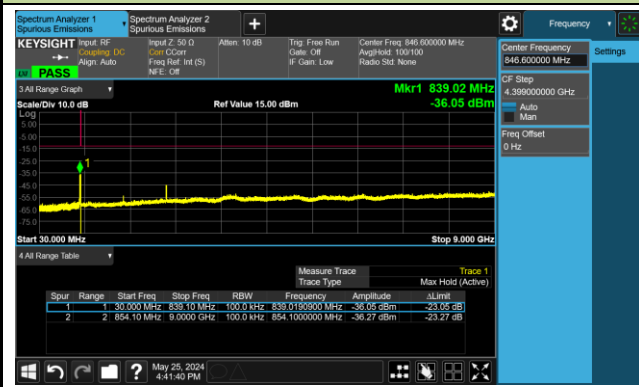 Spectrum Analyzer 1
Spurious Emissions
Spectrum Analyzer 2
Spurious Emissions
+
Frequency
KEYSIGHT
Input: RF
Coupling: DC
Align: Auto
Input Z: 50 Ω
Corr CCorr
Freq Ref: Int (S)
NFE: Off
Atten: 10 dB
Trig: Free Run
Gate: Off
IF Gain: Low
Center Freq: 846.600000 MHz
Avg|Hold: 100/100
Radio Std: None
PASS
Center Frequency
846.600000 MHz
Settings
CF Step
4.399000000 GHz
Auto
Man
Freq Offset
0 Hz
3 All Range Graph
Mkr1 839.02 MHz
-36.05 dBm
Scale/Div 10.0 dB
Ref Value 15.00 dBm
Log
5.00
-5.00
-15.0
-25.0
-35.0
-45.0
-55.0
-65.0
-75.0
1
Start 30.000 MHz
Stop 9.000 GHz
4 All Range Table
Measure Trace Trace 1
Trace Type Max Hold (Active)
Spur Range Start Freq Stop Freq RBW Frequency Amplitude ΔLimit
1 1 30.000 MHz 839.10 MHz 100.0 kHz 839.0190900 MHz -36.05 dBm -23.05 dB
2 2 854.10 MHz 9.0000 GHz 100.0 kHz 854.1000000 MHz -36.27 dBm -23.27 dB
?
May 25, 2024
4:41:40 PM